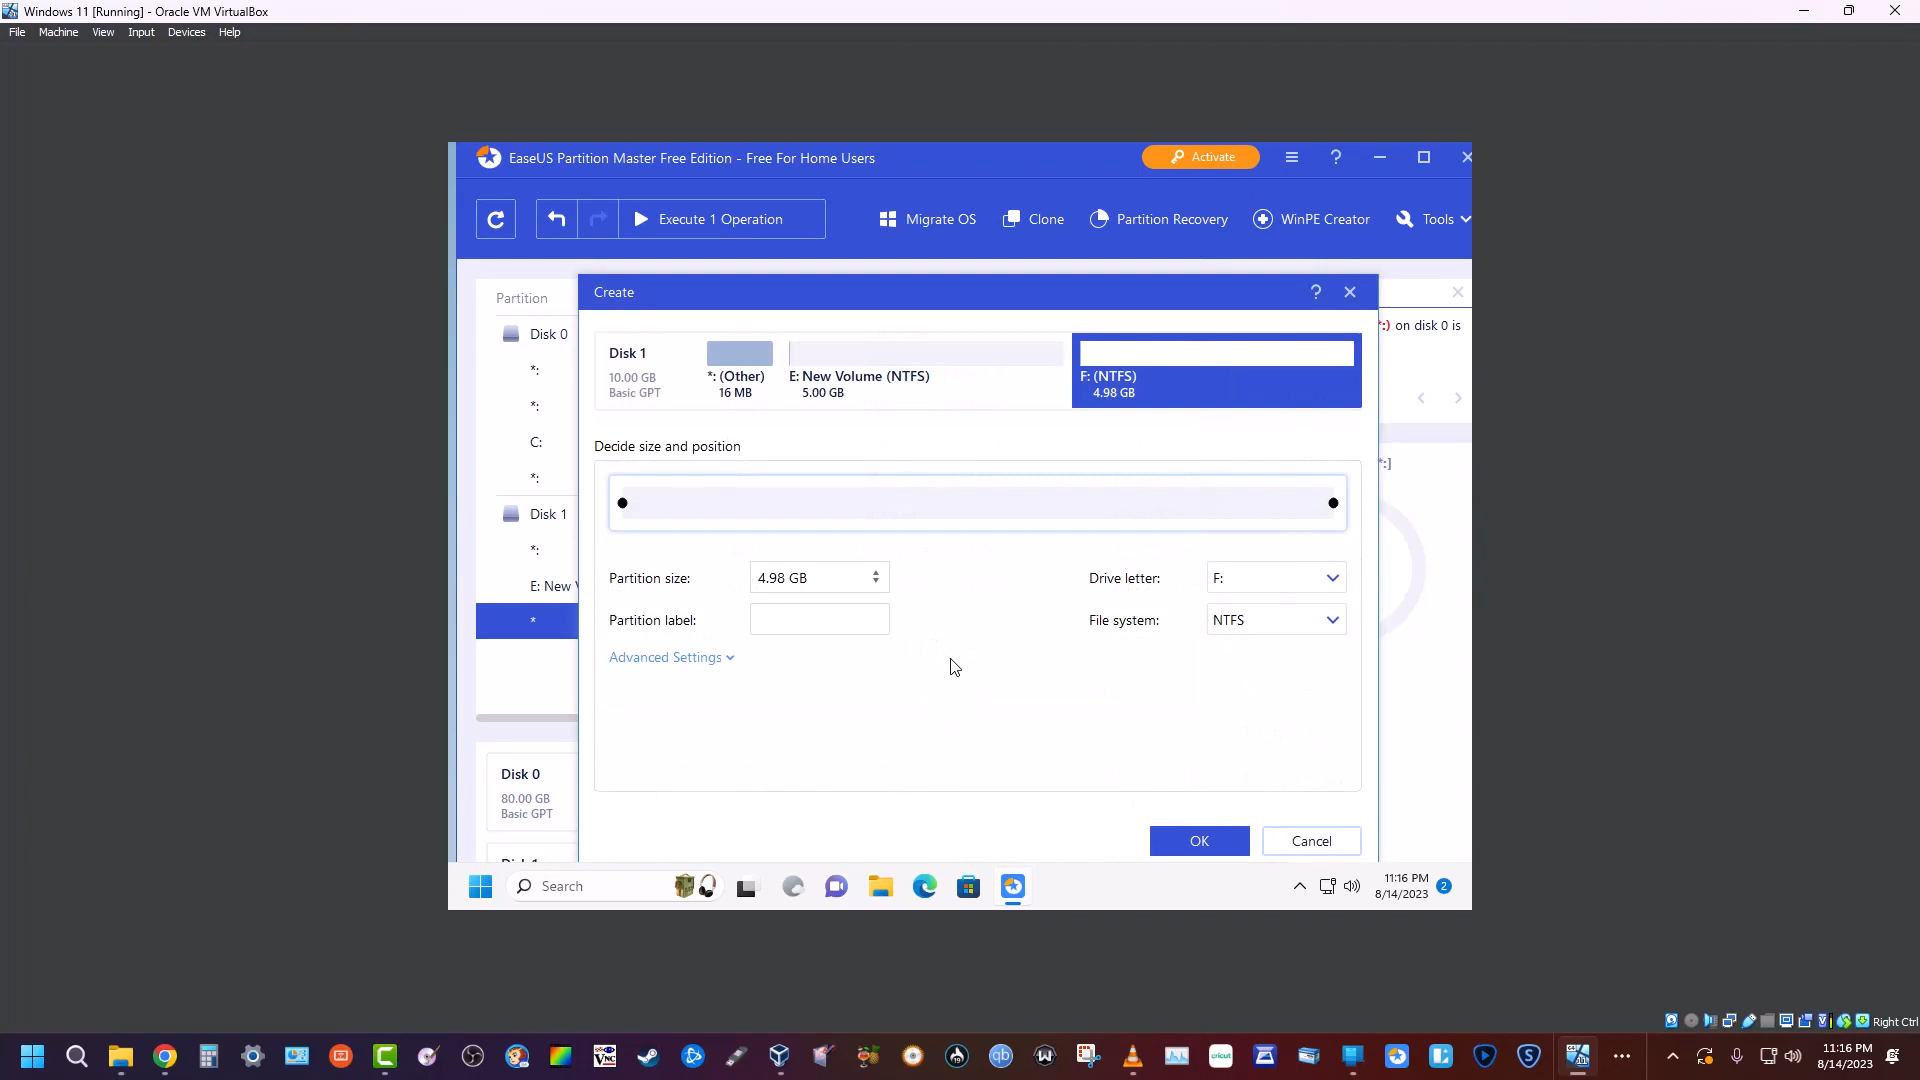 Windows 11 [Running] - Oracle VM VirtualBox
File Machine View Input Devices Help
EaseUS Partition Master Free Edition - Free For Home Users
Activate
?
Execute 1 Operation
Migrate OS
Clone
Partition Recovery
WinPE Creator
Tools
Partition
Disk 0
*:
*:
C:
*:
Disk 1
*:
E: New
*
Disk 0
80.00 GB
Basic GPT
Create
?
Disk 1
10.00 GB
Basic GPT
*: (Other)
16 MB
E: New Volume (NTFS)
5.00 GB
F: (NTFS)
4.98 GB
*:) on disk 0 is
*:]
Decide size and position
Partition size:
4.98 GB
Drive letter:
F:
Partition label:
File system:
NTFS
Advanced Settings
OK
Cancel
Search
11:16 PM
8/14/2023
2
Right Ctrl
VNC
19
qb
cricut
S
11:16 PM
8/14/2023